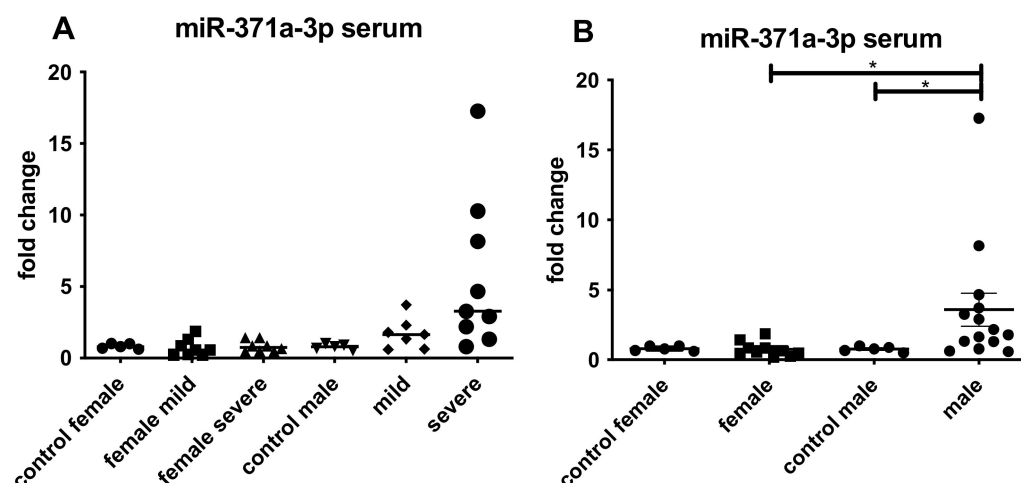 A
miR-371a-3p serum
fold change
20
15
10
5
0
control female
female mild
female severe
control male
mild
severe
B
miR-371a-3p serum
*
*
fold change
20
15
10
5
0
control female
female
control male
male